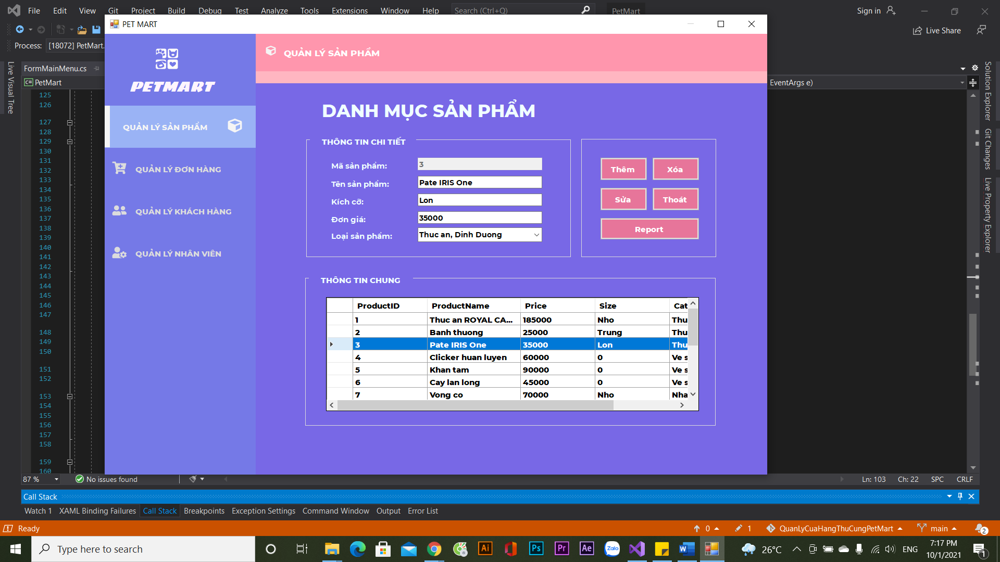 File Edit View Git Project Build Debug Test Analyze Tools Extensions Window Help Search (Ctrl+Q) PetMart Sign in
Live Share
Process: [18072] PetMart.
PET MART
PETMART
QUẢN LÝ SẢN PHẨM
QUẢN LÝ ĐƠN HÀNG
QUẢN LÝ KHÁCH HÀNG
QUẢN LÝ NHÂN VIÊN
QUẢN LÝ SẢN PHẨM
DANH MỤC SẢN PHẨM
THÔNG TIN CHI TIẾT
Mã sản phẩm: 3
Tên sản phẩm: Pate IRIS One
Kích cỡ: Lon
Đơn giá: 35000
Loại sản phẩm: Thuc an, Dinh Duong
Thêm Xóa
Sửa Thoát
Report
THÔNG TIN CHUNG
ProductID ProductName Price Size Cat
1 Thuc an ROYAL CA... 185000 Nho Thu
2 Banh thuong 25000 Trung Thu
3 Pate IRIS One 35000 Lon Thu
4 Clicker huan luyen 60000 0 Ve s
5 Khan tam 90000 0 Ve s
6 Cay lan long 45000 0 Ve s
7 Vong co 70000 Nho Nha
Live Visual Tree
FormMainMenu.cs
C# PetMart
EventArgs e)
125
126
127
128
129
130
131
132
133
134
135
136
137
138
139
140
141
142
143
144
145
146
147
148
149
150
151
152
153
154
155
156
157
158
159
160
Solution Explorer
Git Changes
Live Property Explorer
87 % No issues found Ln: 103 Ch: 22 SPC CRLF
Call Stack
Watch 1 XAML Binding Failures Call Stack Breakpoints Exception Settings Command Window Output Error List
Ready 0 1 QuanLyCuaHangThuCungPetMart main 2
Type here to search Ai Ps Pr Ae Zalo 26°C ENG 7:17 PM 1
10/1/2021